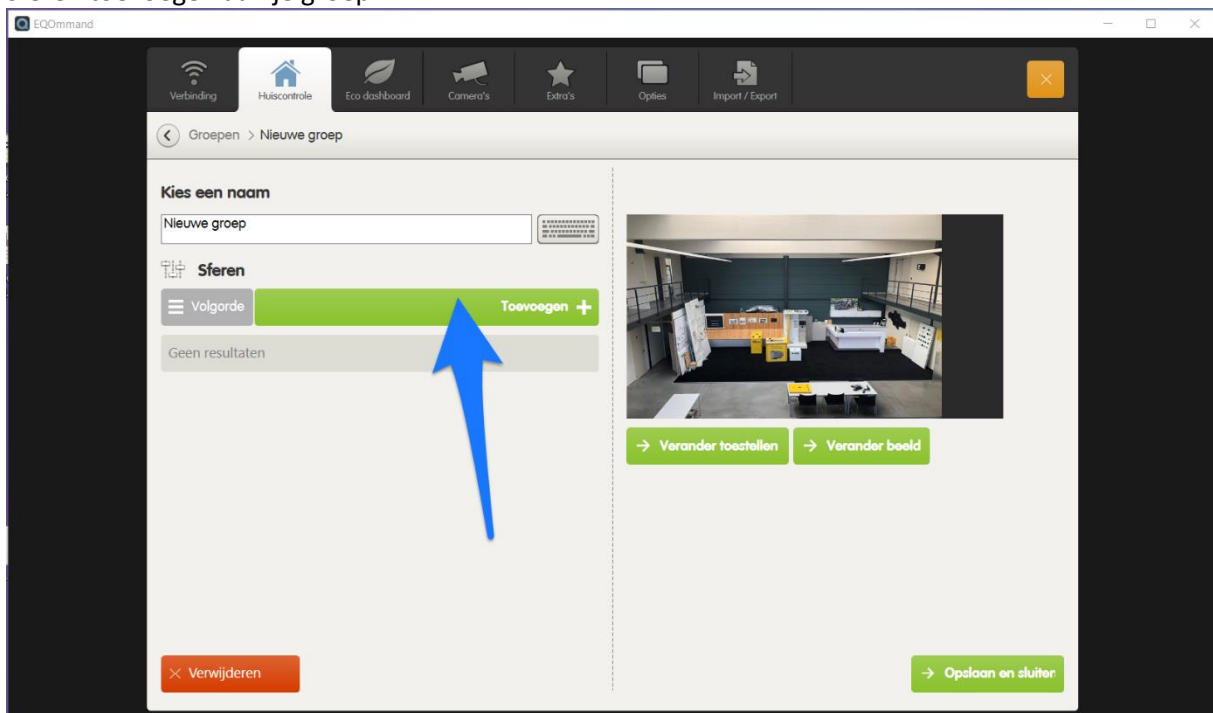 EQOmmand
Verbinding
Huiscontrole
Eco dashboard
Camera's
Extra's
Opties
Import / Export
Groepen > Nieuwe groep
Kies een naam
Nieuwe groep
Sferen
Volgorde
Toevoegen
Geen resultaten
Verander toestellen
Verander beeld
Verwijderen
Opslaan en sluiten